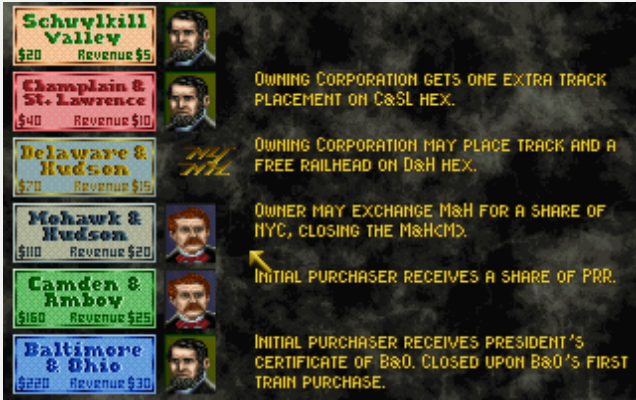 Schuylkill
Valley
$20 Revenue $5
Champlain &
St. Lawrence
$40 Revenue $10
OWNING CORPORATION GETS ONE EXTRA TRACK
PLACEMENT ON C&SL HEX.
Delaware &
Hudson
$70 Revenue $15
NY
NH
OWNING CORPORATION MAY PLACE TRACK AND A
FREE RAILHEAD ON D&H HEX.
Mohawk &
Hudson
$110 Revenue $20
OWNER MAY EXCHANGE M&H FOR A SHARE OF
NYC, CLOSING THE M&H<M>.
Camden &
Amboy
$160 Revenue $25
INITIAL PURCHASER RECEIVES A SHARE OF PRR.
Baltimore
& Ohio
$220 Revenue $30
INITIAL PURCHASER RECEIVES PRESIDENT'S
CERTIFICATE OF B&O. CLOSED UPON B&O'S FIRST
TRAIN PURCHASE.